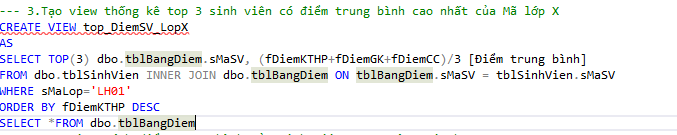 --- 3.Tạo view thống kê top 3 sinh viên có điểm trung bình cao nhất của Mã lớp X
CREATE VIEW top_DiemSV_LopX
AS
SELECT TOP(3) dbo.tblBangDiem.sMaSV, (fDiemKTHP+fDiemGK+fDiemCC)/3 [Điểm trung bình]
FROM dbo.tblSinhVien INNER JOIN dbo.tblBangDiem ON tblBangDiem.sMaSV = tblSinhVien.sMaSV
WHERE sMaLop='LH01'
ORDER BY fDiemKTHP DESC
SELECT *FROM dbo.tblBangDiem